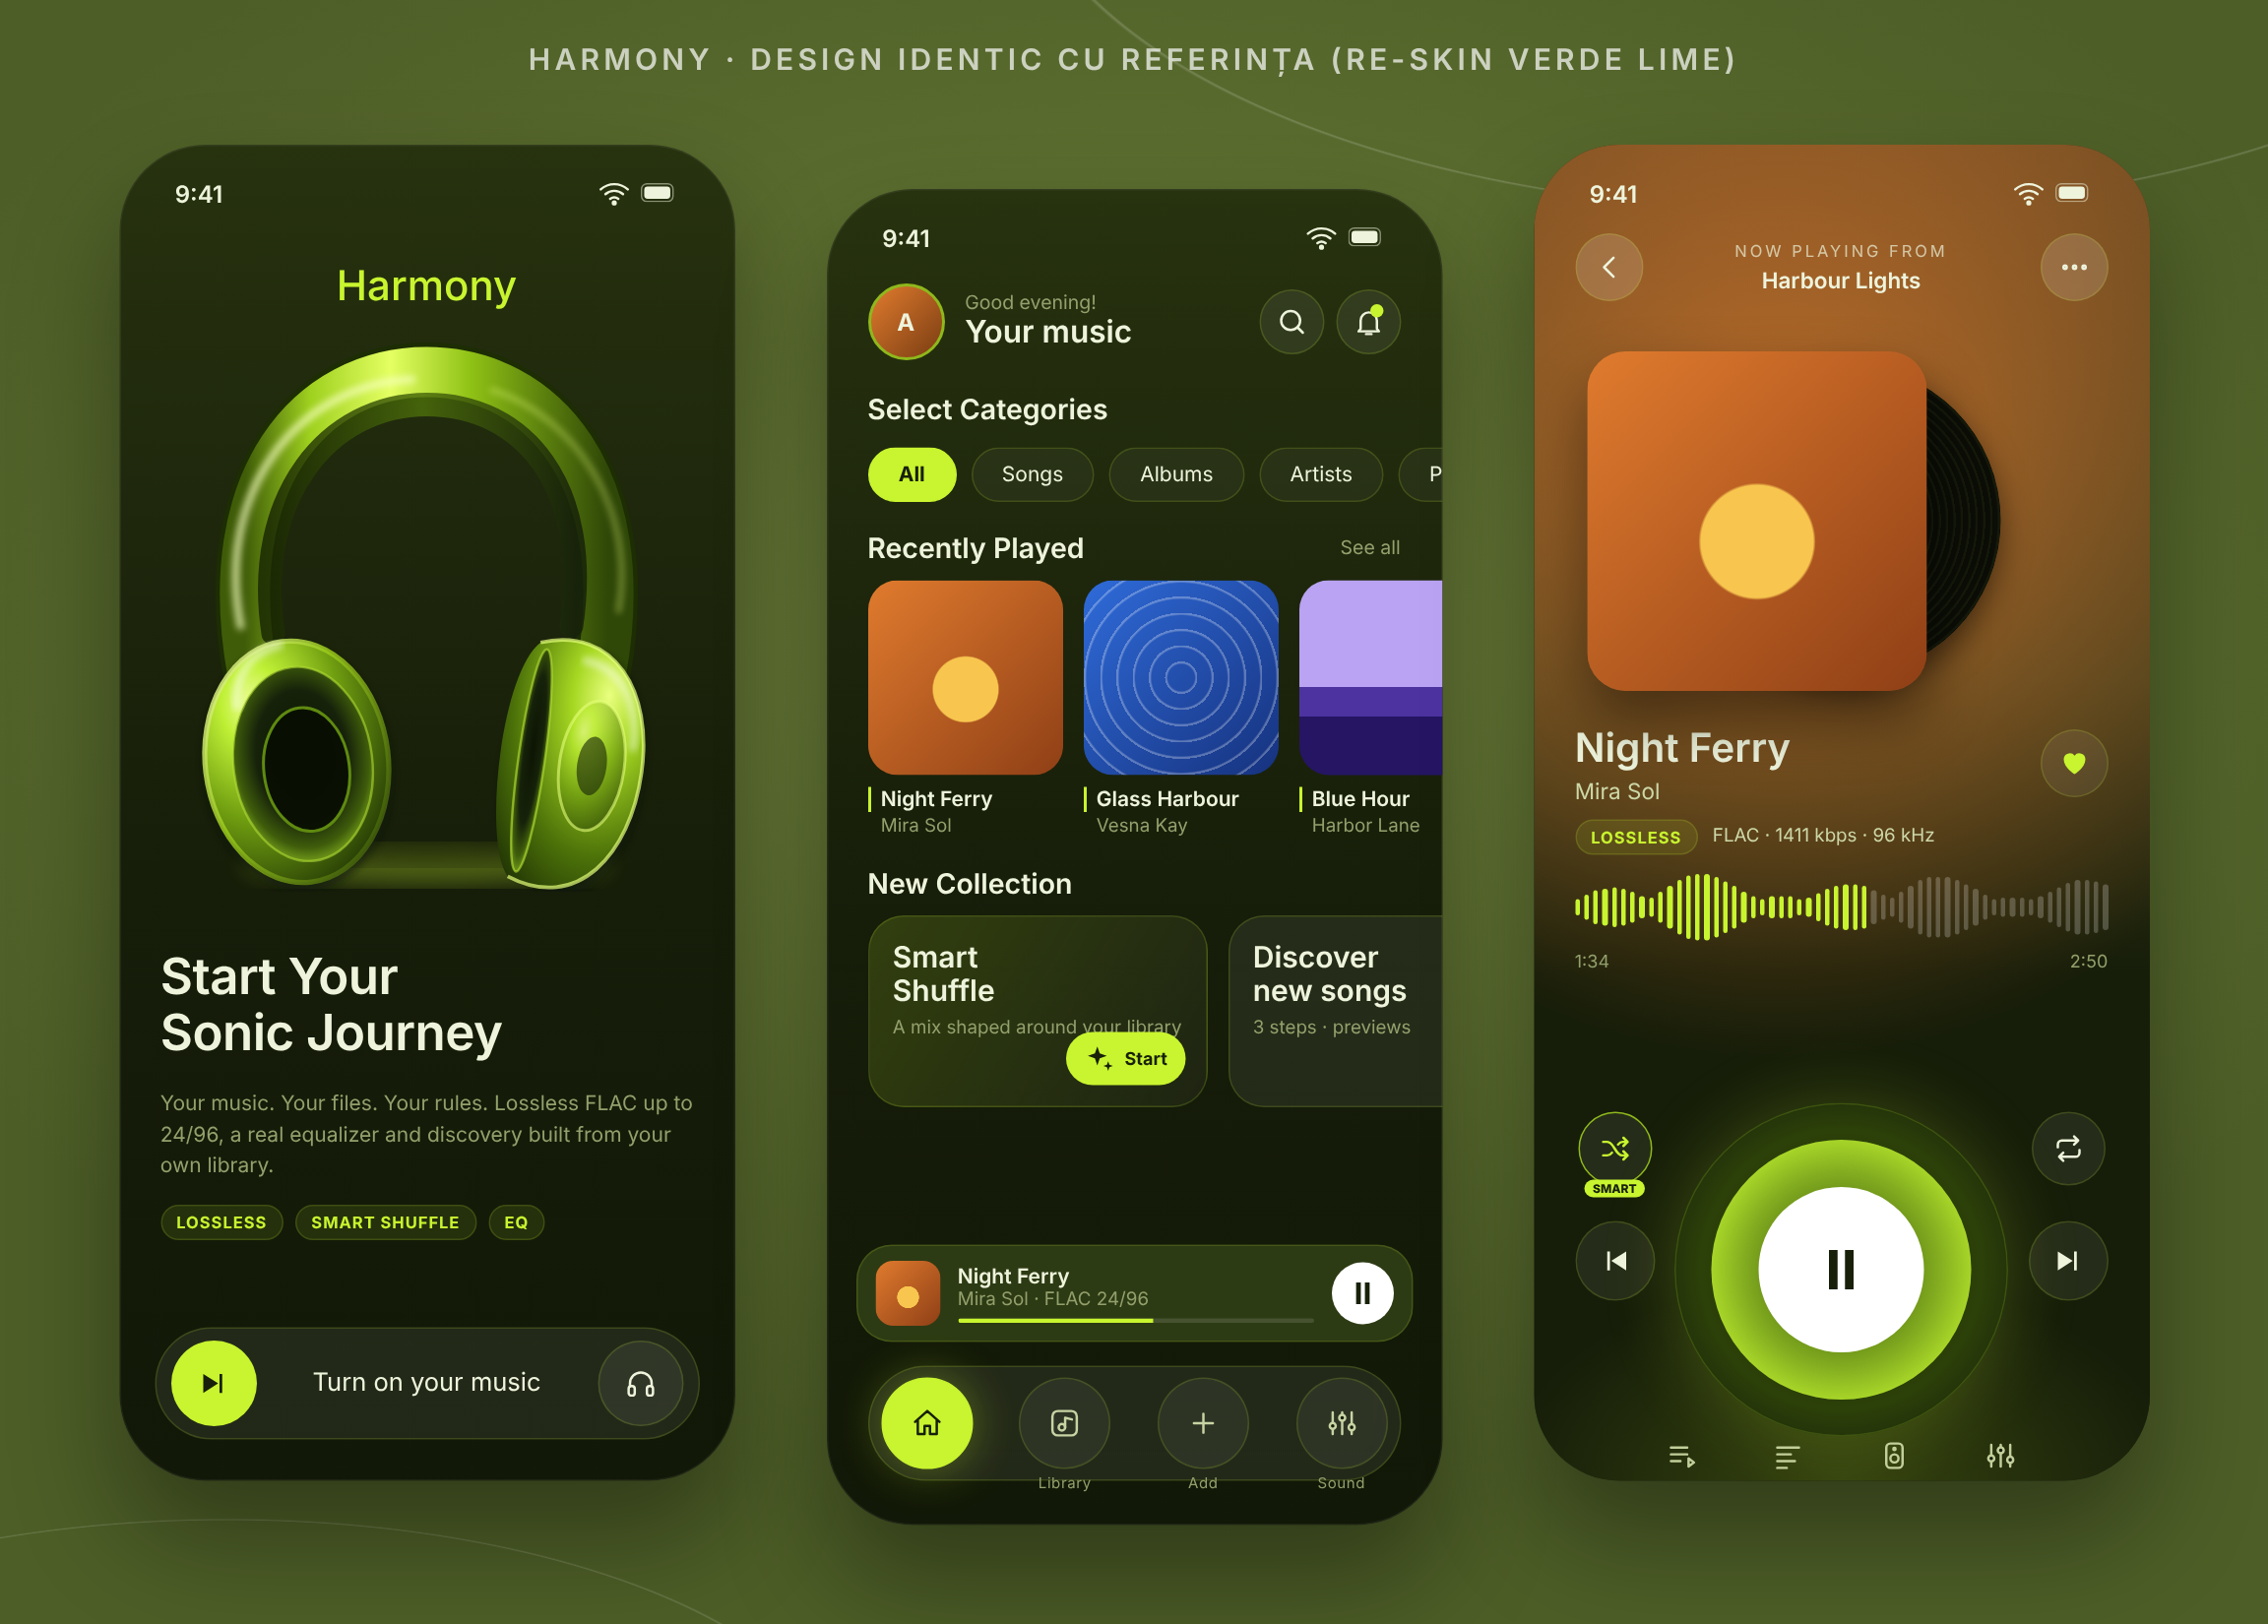 HARMONY · DESIGN IDENTIC CU REFERINȚA (RE-SKIN VERDE LIME)
9:41
Harmony
Start Your
Sonic Journey
Your music. Your files. Your rules. Lossless FLAC up to
24/96, a real equalizer and discovery built from your
own library.
LOSSLESS SMART SHUFFLE EQ
Turn on your music
9:41
A
Good evening!
Your music
Select Categories
All Songs Albums Artists P
Recently Played See all
Night Ferry Glass Harbour Blue Hour
Mira Sol Vesna Kay Harbor Lane
New Collection
Smart
Shuffle
A mix shaped around your library
Start
Discover
new songs
3 steps · previews
Night Ferry
Mira Sol · FLAC 24/96
Library Add Sound
9:41
NOW PLAYING FROM
Harbour Lights
Night Ferry
Mira Sol
LOSSLESS FLAC · 1411 kbps · 96 kHz
1:34 2:50
SMART